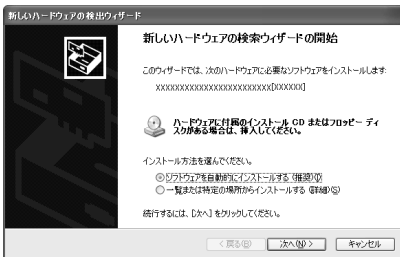 新しいハードウェアの検出ウィザード
新しいハードウェアの検索ウィザードの開始
このウィザードでは、次のハードウェアに必要なソフトウェアをインストールします:
XXXXXXXXXXXXXXXXXXXXXXXX[XXXXXX]
ハードウェアに付属のインストール CD またはフロッピー ディ
スクがある場合は、挿入してください。
インストール方法を選んでください。
ソフトウェアを自動的にインストールする (推奨)(I)
一覧または特定の場所からインストールする (詳細)(S)
続行するには、[次へ] をクリックしてください。
< 戻る(B) 次へ(N) > キャンセル